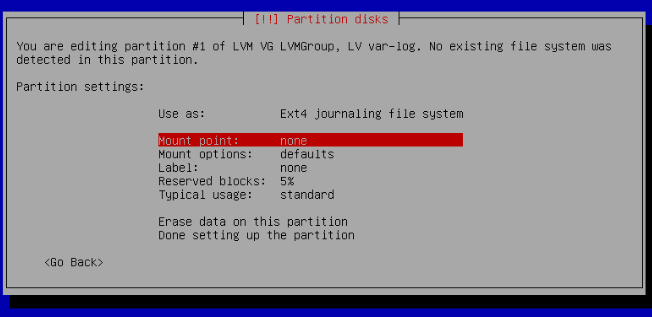 [!!] Partition disks
You are editing partition #1 of LVM VG LVMGroup, LV var-log. No existing file system was
detected in this partition.
Partition settings:
Use as: Ext4 journaling file system
Mount point: none
Mount options: defaults
Label: none
Reserved blocks: 5%
Typical usage: standard
Erase data on this partition
Done setting up the partition
<Go Back>